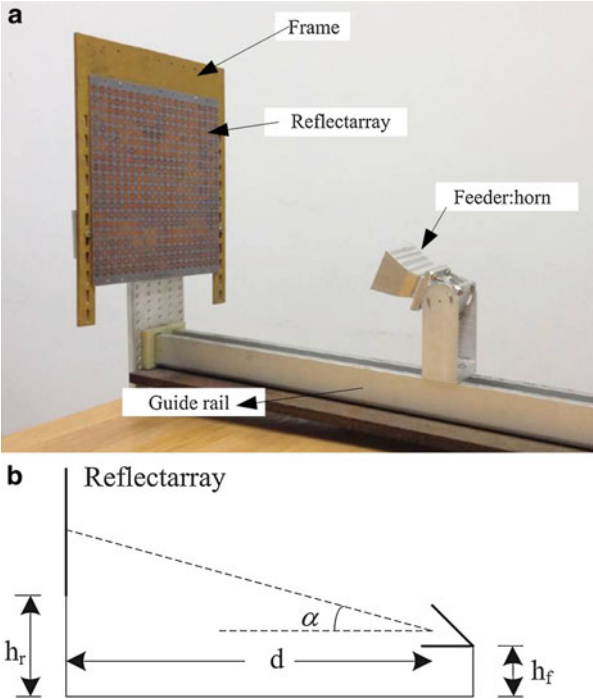 a
Frame
Reflectarray
Feeder:horn
Guide rail
b
Reflectarray
α
d
hr
hf